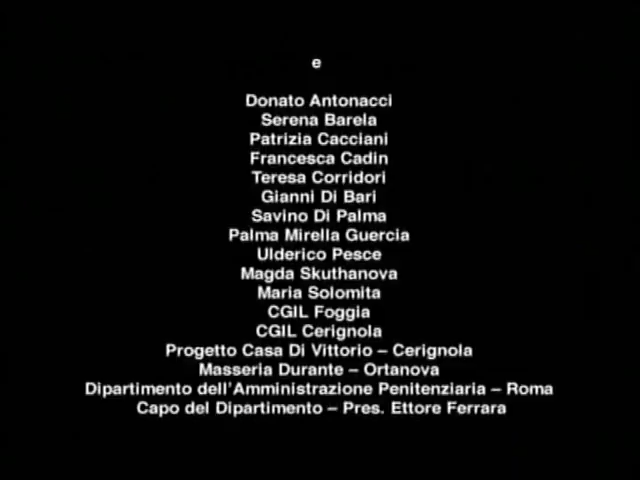 e
Donato Antonacci
Serena Barela
Patrizia Cacciani
Francesca Cadin
Teresa Corridori
Gianni Di Bari
Savino Di Palma
Palma Mirella Guercia
Ulderico Pesce
Magda Skuthanova
Maria Solomita
CGIL Foggia
CGIL Cerignola
Progetto Casa Di Vittorio – Cerignola
Masseria Durante – Ortanova
Dipartimento dell'Amministrazione Penitenziaria – Roma
Capo del Dipartimento – Pres. Ettore Ferrara